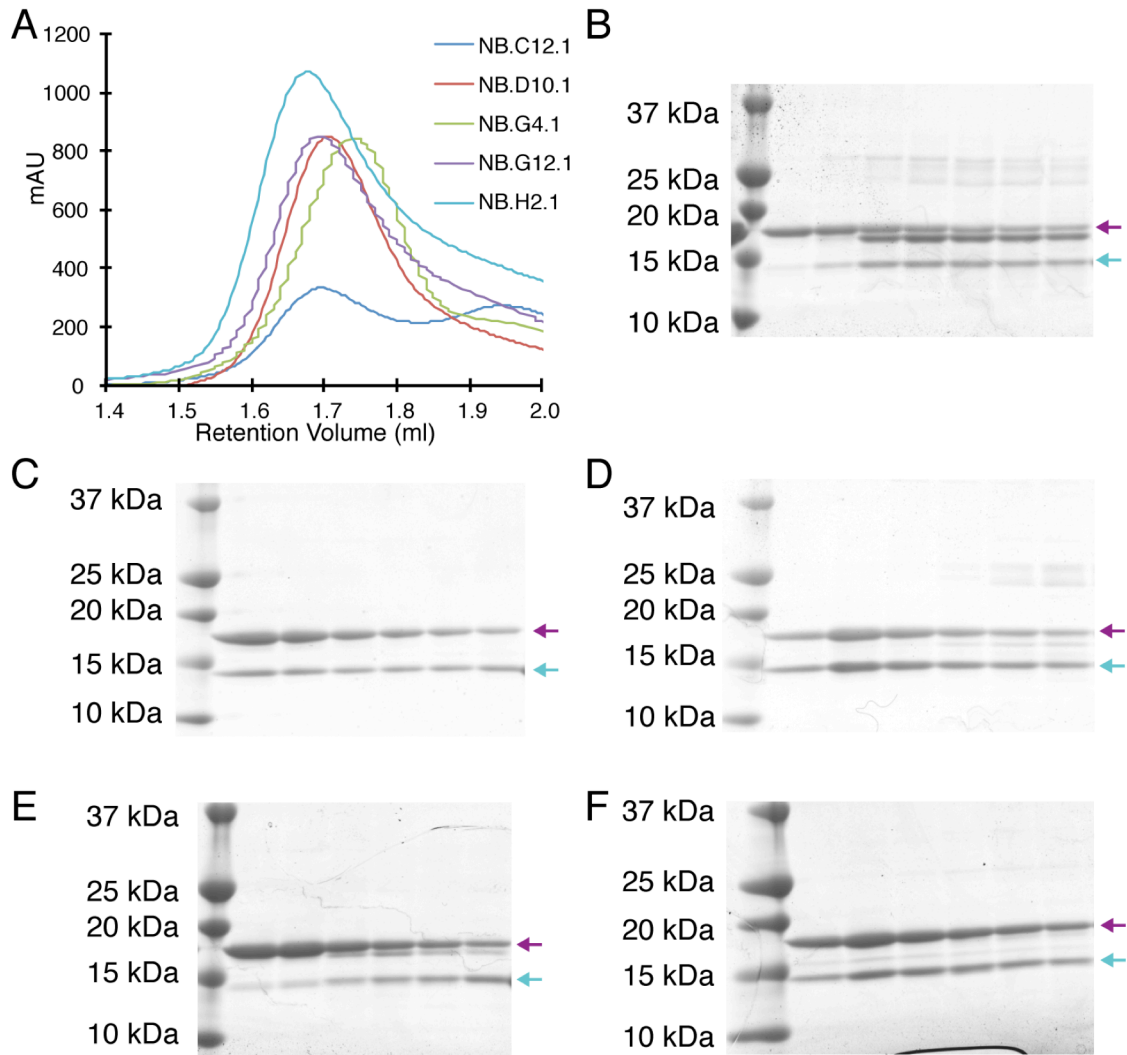 A
1200
1000
800
600
400
200
0
mAU
1.4 1.5 1.6 1.7 1.8 1.9 2.0
Retention Volume (ml)
NB.C12.1
NB.D10.1
NB.G4.1
NB.G12.1
NB.H2.1
B
37 kDa
25 kDa
20 kDa
15 kDa
10 kDa
C
37 kDa
25 kDa
20 kDa
15 kDa
10 kDa
D
37 kDa
25 kDa
20 kDa
15 kDa
10 kDa
E
37 kDa
25 kDa
20 kDa
15 kDa
10 kDa
F
37 kDa
25 kDa
20 kDa
15 kDa
10 kDa